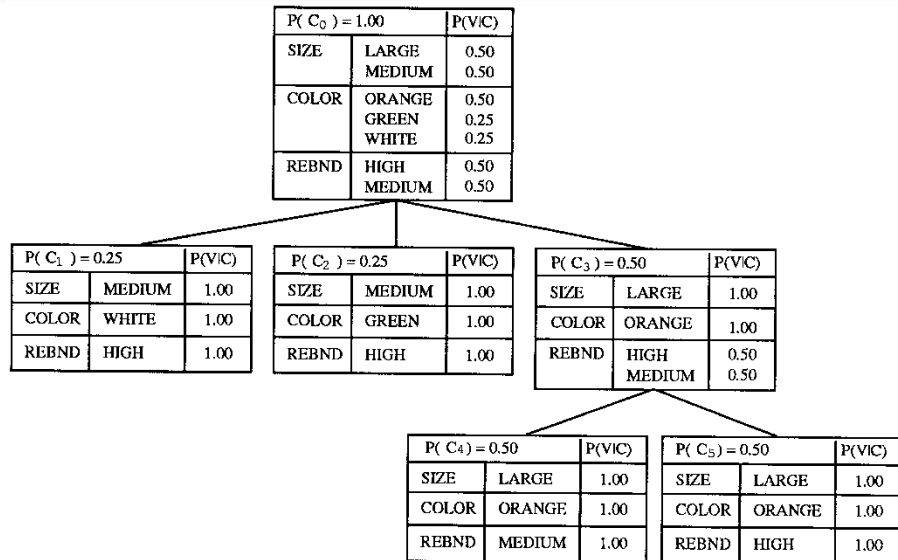 P( C₀ ) = 1.00 P(V|C)
SIZE LARGE 0.50
MEDIUM 0.50
COLOR ORANGE 0.50
GREEN 0.25
WHITE 0.25
REBND HIGH 0.50
MEDIUM 0.50
P( C₁ ) = 0.25 P(V|C)
SIZE MEDIUM 1.00
COLOR WHITE 1.00
REBND HIGH 1.00
P( C₂ ) = 0.25 P(V|C)
SIZE MEDIUM 1.00
COLOR GREEN 1.00
REBND HIGH 1.00
P( C₃ ) = 0.50 P(V|C)
SIZE LARGE 1.00
COLOR ORANGE 1.00
REBND HIGH 0.50
MEDIUM 0.50
P( C₄) = 0.50 P(V|C)
SIZE LARGE 1.00
COLOR ORANGE 1.00
REBND MEDIUM 1.00
P( C₅) = 0.50 P(V|C)
SIZE LARGE 1.00
COLOR ORANGE 1.00
REBND HIGH 1.00